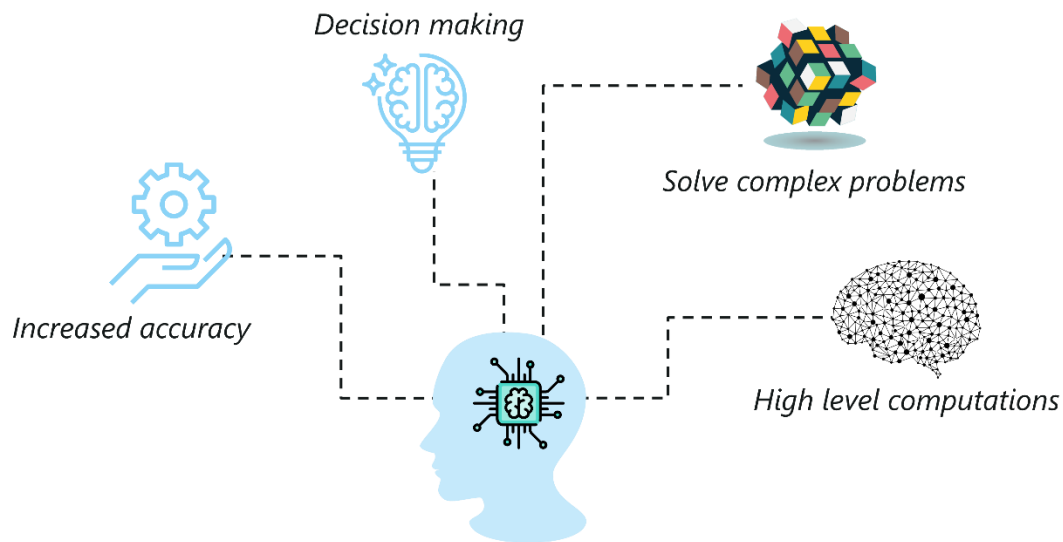 Decision making
Solve complex problems
Increased accuracy
High level computations